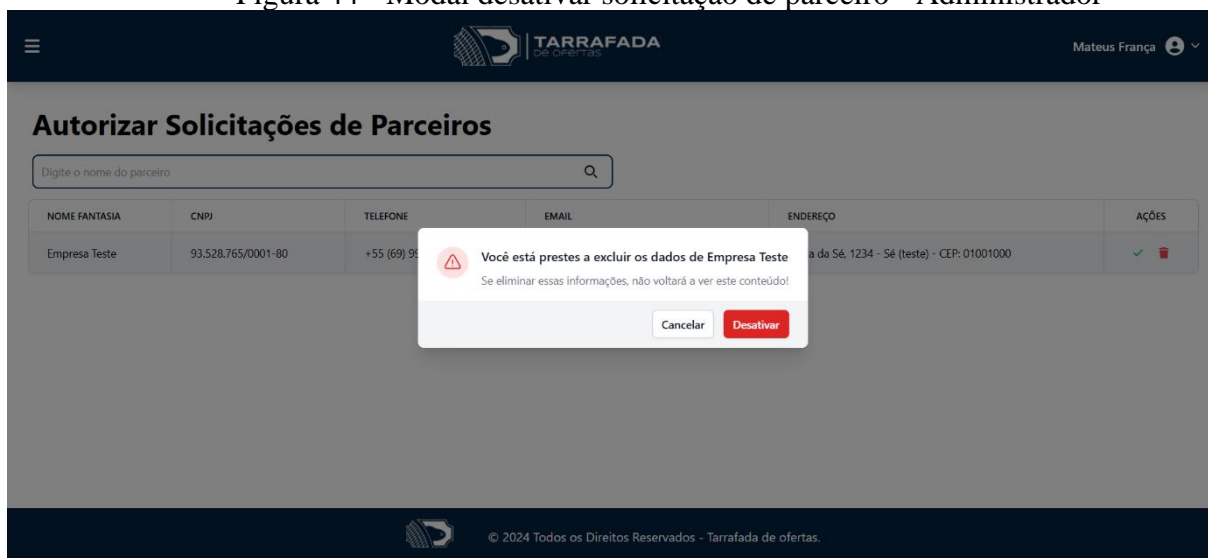 Figura 44 - Modal desativar solicitação de parceiro - Administrador
TARRAFADA
DE OFERTAS
Mateus França
Autorizar Solicitações de Parceiros
Digite o nome do parceiro
NOME FANTASIA CNPJ TELEFONE EMAIL ENDEREÇO AÇÕES
Empresa Teste 93.528.765/0001-80 +55 (69) 99 a da Sé, 1234 - Sé (teste) - CEP: 01001000
Você está prestes a excluir os dados de Empresa Teste
Se eliminar essas informações, não voltará a ver este conteúdo!
Cancelar Desativar
© 2024 Todos os Direitos Reservados - Tarrafada de ofertas.